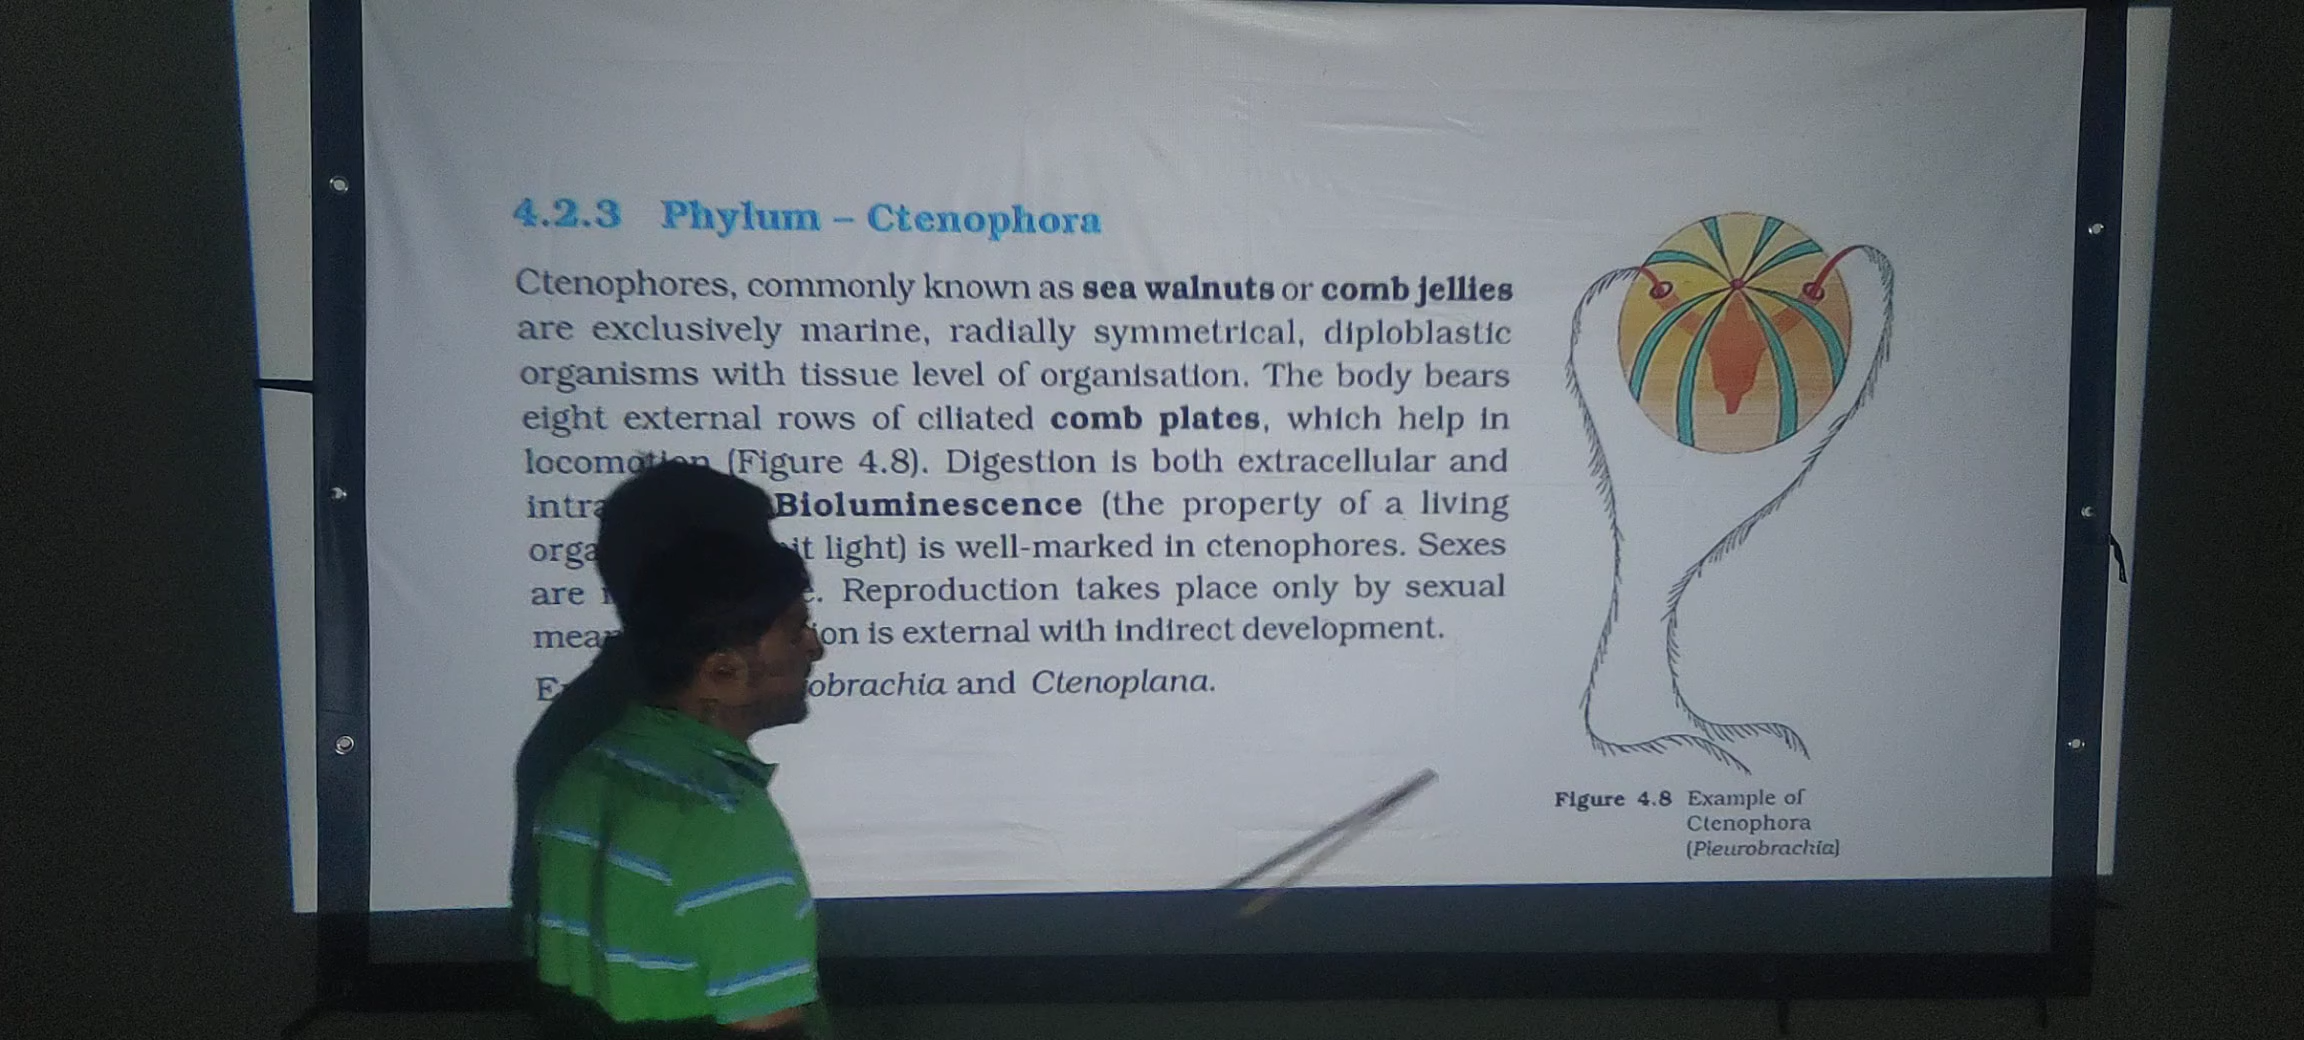 4.2.3 Phylum – Ctenophora
Ctenophores, commonly known as sea walnuts or comb jellies
are exclusively marine, radially symmetrical, diploblastic
organisms with tissue level of organisation. The body bears
eight external rows of ciliated comb plates, which help in
locomotion (Figure 4.8). Digestion is both extracellular and
Bioluminescence (the property of a living
light) is well-marked in ctenophores. Sexes
are Reproduction takes place only by sexual
is external with indirect development.
and Ctenoplana.
Figure 4.8 Example of
Ctenophora
(Pleurobrachia)